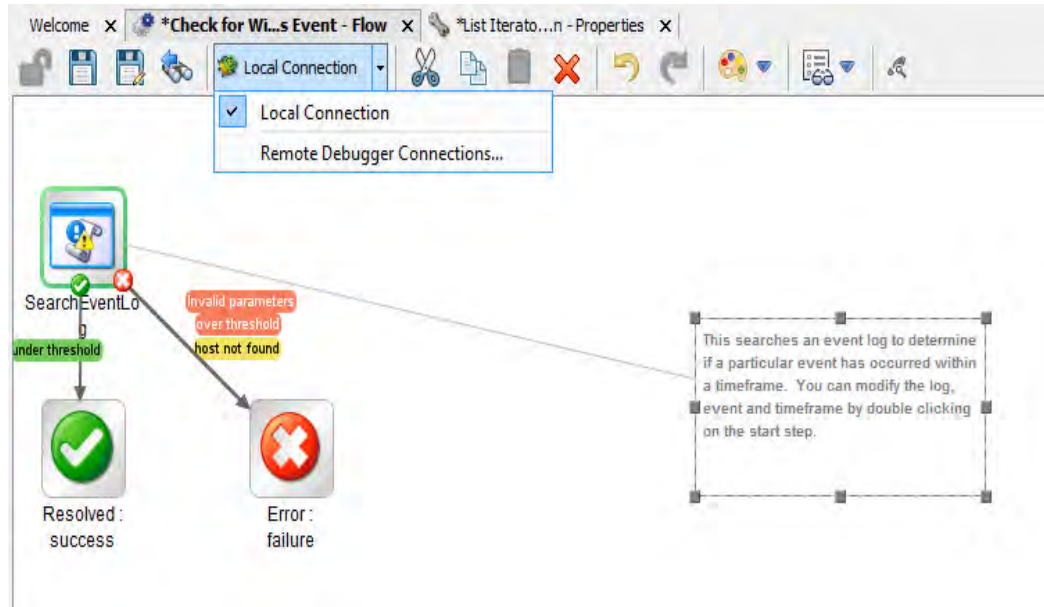 Welcome X *Check for Wi...s Event - Flow X *List Iterato...n - Properties X
Local Connection
Local Connection
Remote Debugger Connections...
SearchEventLo
g
Invalid parameters
over threshold
host not found
under threshold
This searches an event log to determine
if a particular event has occurred within
a timeframe. You can modify the log,
event and timeframe by double clicking
on the start step.
Resolved :
success
Error :
failure